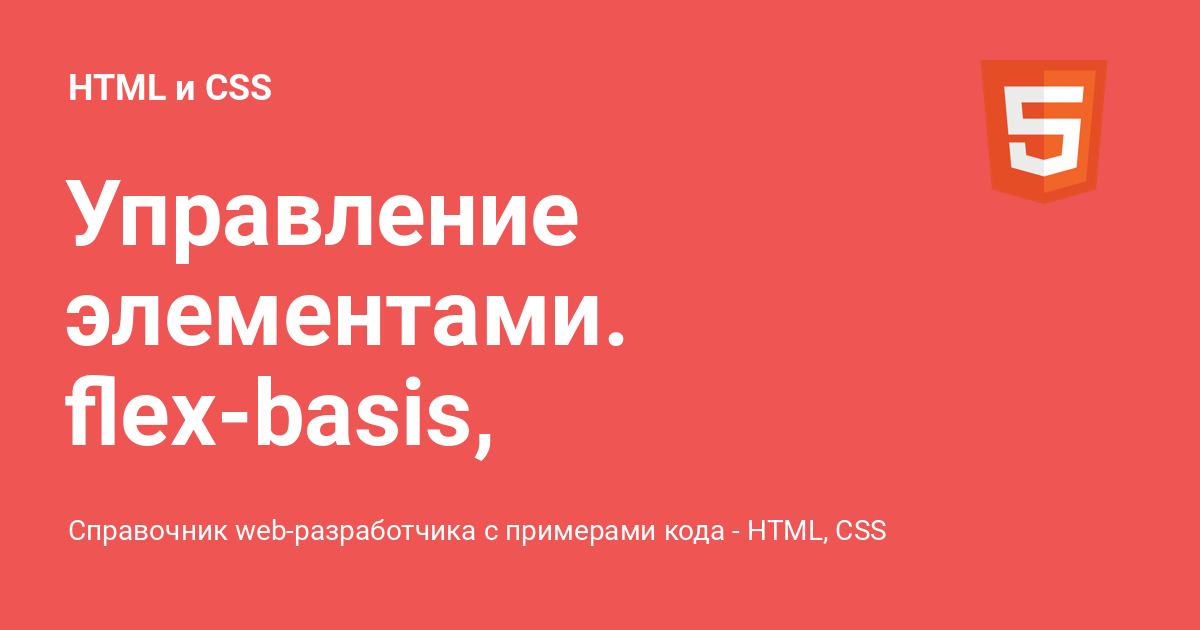 HTML и CSS
Управление
элементами.
flex-basis,
Справочник web-разработчика с примерами кода - HTML, CSS